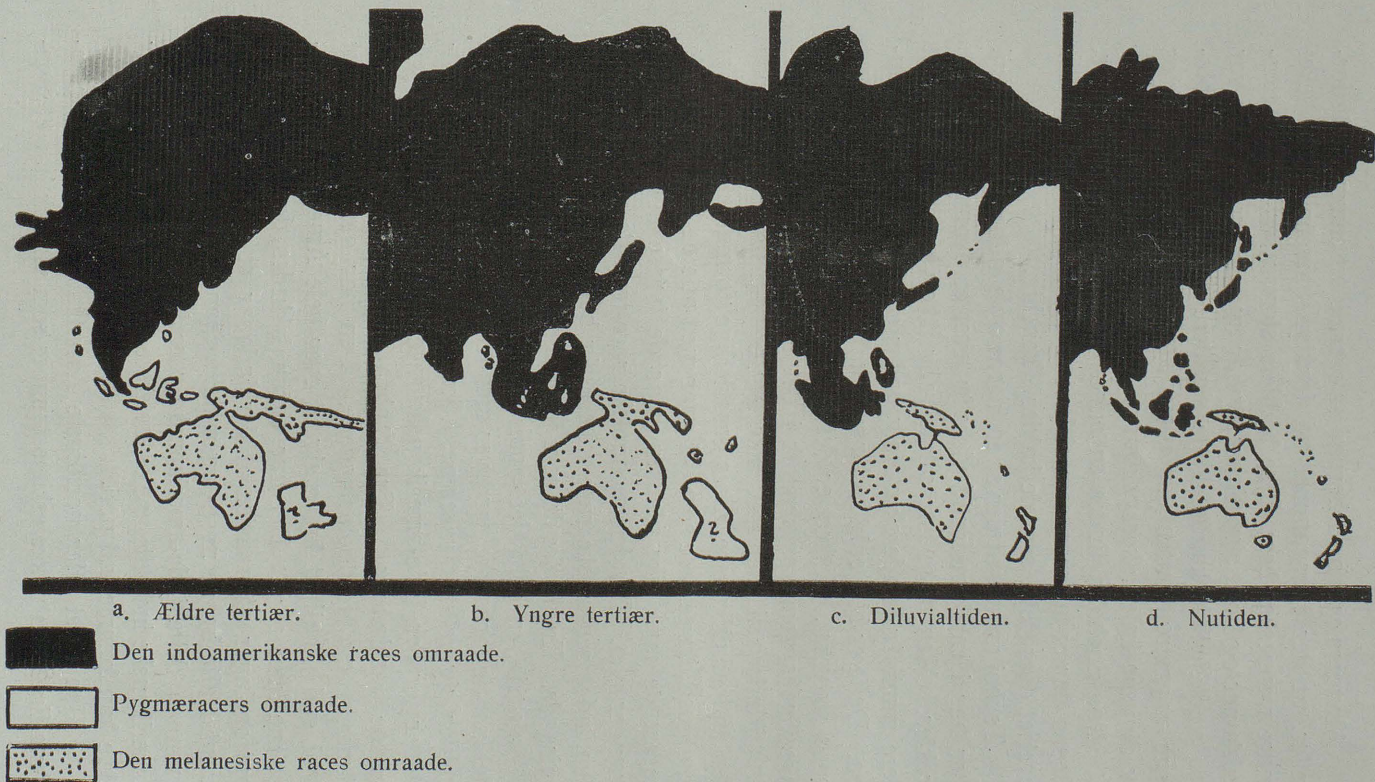 ?
?
a. Ældre tertiær.
b. Yngre tertiær.
c. Diluvialtiden.
d. Nutiden.
Den indoamerikanske races omraade.
Pygmæracers omraade.
Den melanesiske races omraade.